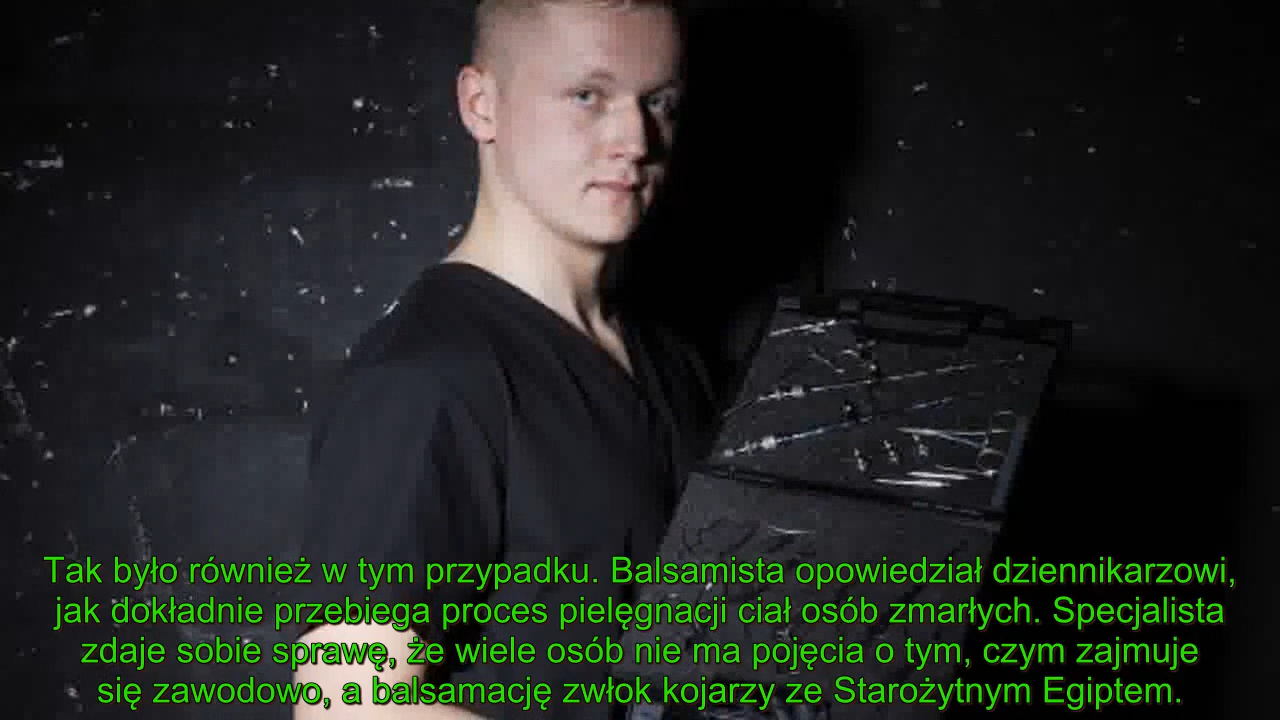 Tak było również w tym przypadku. Balsamista opowiedział dziennikarzowi,
jak dokładnie przebiega proces pielęgnacji ciał osób zmarłych. Specjalista
zdaje sobie sprawę, że wiele osób nie ma pojęcia o tym, czym zajmuje
się zawodowo, a balsamację zwłok kojarzy ze Starożytnym Egiptem.